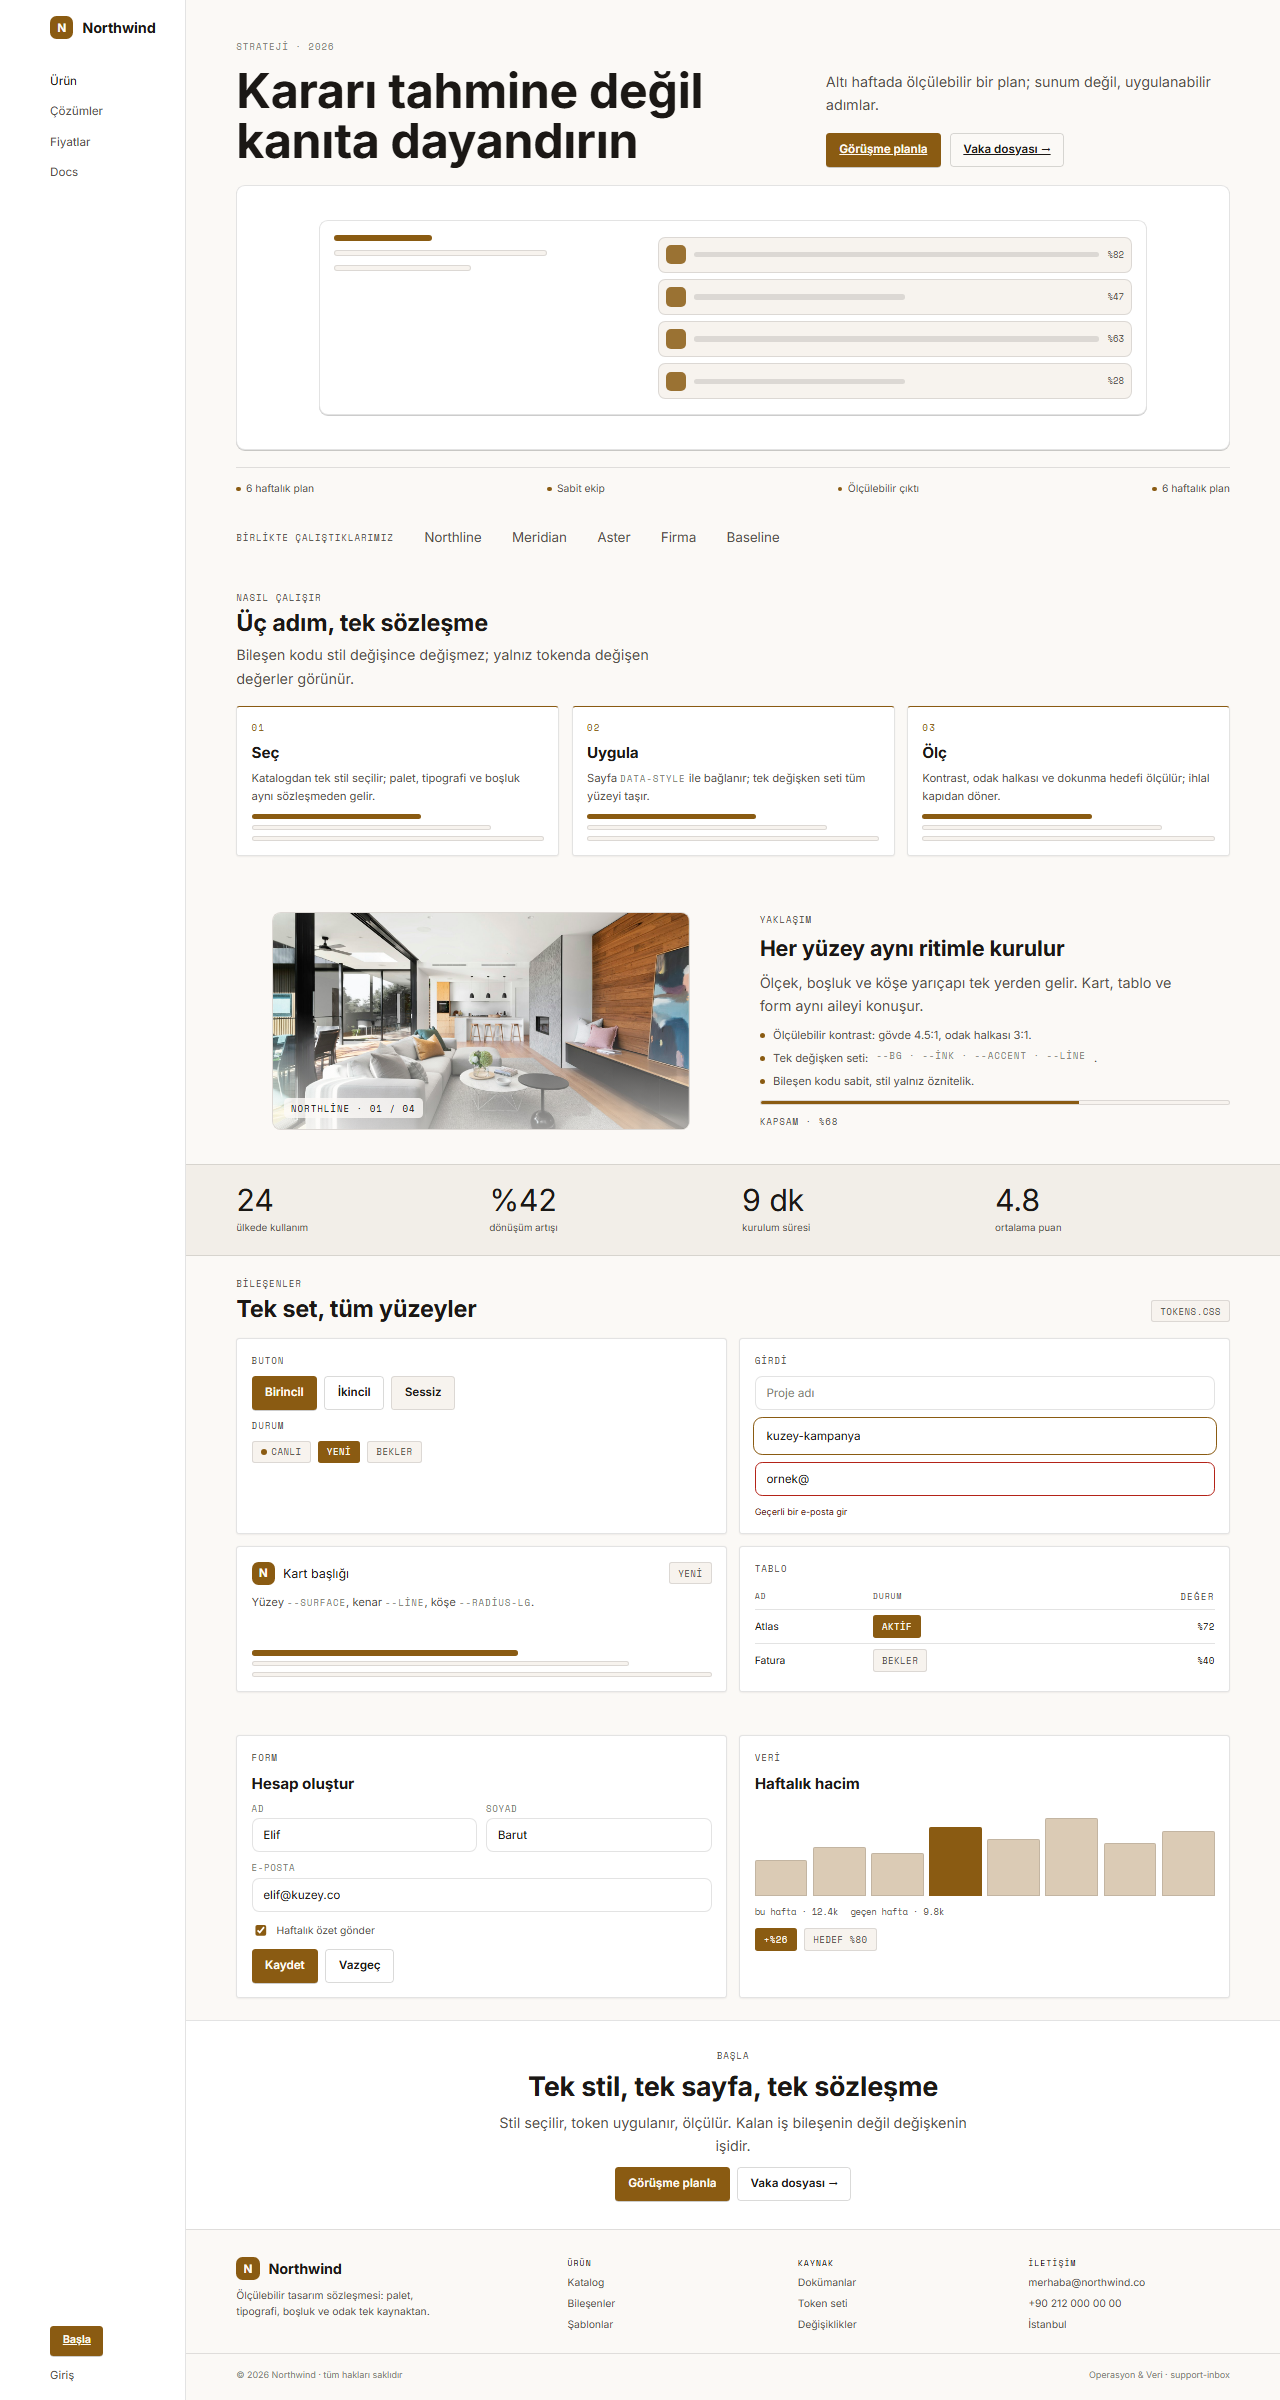 N Northwind
Ürün
Çözümler
Fiyatlar
Docs
Başla
Giriş
STRATEJİ · 2026
Kararı tahmine değil
kanıta dayandırın
Altı haftada ölçülebilir bir plan; sunum değil, uygulanabilir
adımlar.
Görüşme planla
Vaka dosyası →
%82
%47
%63
%28
6 haftalık plan
Sabit ekip
Ölçülebilir çıktı
6 haftalık plan
BİRLİKTE ÇALIŞTIKLARIMIZ
Northline
Meridian
Aster
Firma
Baseline
NASIL ÇALIŞIR
Üç adım, tek sözleşme
Bileşen kodu stil değişince değişmez; yalnız tokenda değişen
değerler görünür.
01
Seç
Katalogdan tek stil seçilir; palet, tipografi ve boşluk
aynı sözleşmeden gelir.
02
Uygula
Sayfa DATA-STYLE ile bağlanır; tek değişken seti tüm
yüzeyi taşır.
03
Ölç
Kontrast, odak halkası ve dokunma hedefi ölçülür; ihlal
kapıdan döner.
NORTHLİNE · 01 / 04
YAKLAŞIM
Her yüzey aynı ritimle kurulur
Ölçek, boşluk ve köşe yarıçapı tek yerden gelir. Kart, tablo ve
form aynı aileyi konuşur.
Ölçülebilir kontrast: gövde 4.5:1, odak halkası 3:1.
Tek değişken seti: --BG · --İNK · --ACCENT · --LİNE .
Bileşen kodu sabit, stil yalnız öznitelik.
KAPSAM · %68
24
ülkede kullanım
%42
dönüşüm artışı
9 dk
kurulum süresi
4.8
ortalama puan
BİLEŞENLER
Tek set, tüm yüzeyler
TOKENS.CSS
BUTON
Birincil
İkincil
Sessiz
DURUM
CANLI
YENİ
BEKLER
GİRDİ
Proje adı
kuzey-kampanya
ornek@
Geçerli bir e-posta gir
N Kart başlığı
YENİ
Yüzey --SURFACE, kenar --LİNE, köşe --RADİUS-LG.
TABLO
AD DURUM DEĞER
Atlas AKTİF %72
Fatura BEKLER %40
FORM
Hesap oluştur
AD
Elif
SOYAD
Barut
E-POSTA
elif@kuzey.co
Haftalık özet gönder
Kaydet
Vazgeç
VERİ
Haftalık hacim
bu hafta · 12.4k geçen hafta · 9.8k
+%26
HEDEF %80
BAŞLA
Tek stil, tek sayfa, tek sözleşme
Stil seçilir, token uygulanır, ölçülür. Kalan iş bileşenin değil değişkenin
işidir.
Görüşme planla
Vaka dosyası →
N Northwind
Ölçülebilir tasarım sözleşmesi: palet,
tipografi, boşluk ve odak tek kaynaktan.
ÜRÜN
Katalog
Bileşenler
Şablonlar
KAYNAK
Dokümanlar
Token seti
Değişiklikler
İLETİŞİM
merhaba@northwind.co
+90 212 000 00 00
İstanbul
© 2026 Northwind · tüm hakları saklıdır
Operasyon & Veri · support-inbox